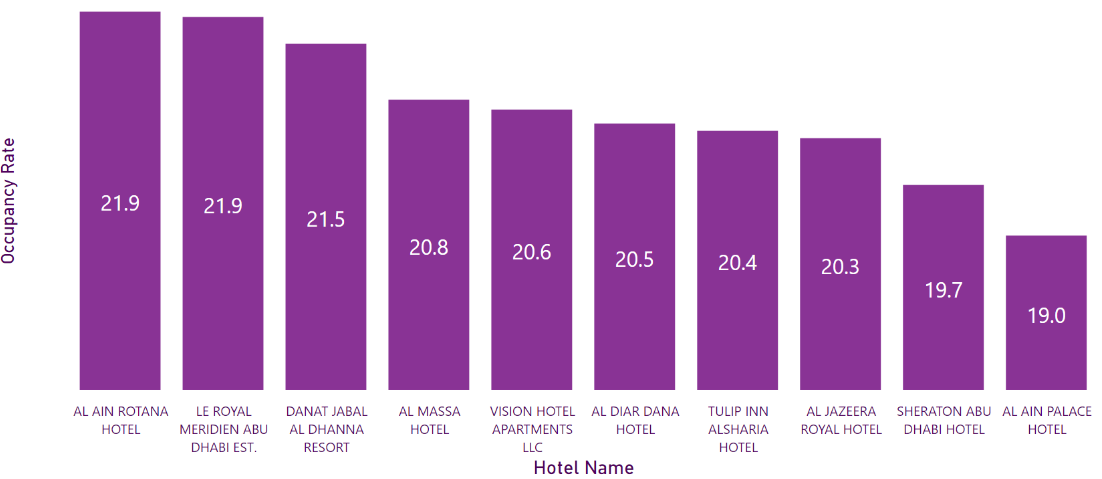 Occupancy Rate
21.9
21.9
21.5
20.8
20.6
20.5
20.4
20.3
19.7
19.0
AL AIN ROTANA
HOTEL
LE ROYAL
MERIDIEN ABU
DHABI EST.
DANAT JABAL
AL DHANNA
RESORT
AL MASSA
HOTEL
VISION HOTEL
APARTMENTS
LLC
AL DIAR DANA
HOTEL
TULIP INN
ALSHARIA
HOTEL
AL JAZEERA
ROYAL HOTEL
SHERATON ABU
DHABI HOTEL
AL AIN PALACE
HOTEL
Hotel Name